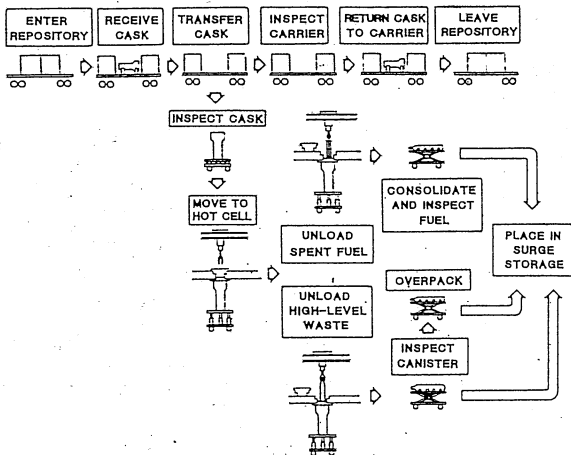 ENTER
REPOSITORY
RECEIVE
CASK
TRANSFER
CASK
INSPECT
CARRIER
RETURN CASK
TO CARRIER
LEAVE
REPOSITORY
INSPECT CASK
MOVE TO
HOT CELL
UNLOAD
SPENT FUEL
CONSOLIDATE
AND INSPECT
FUEL
PLACE IN
SURGE
STORAGE
UNLOAD
HIGH-LEVEL
WASTE
OVERPACK
INSPECT
CANISTER